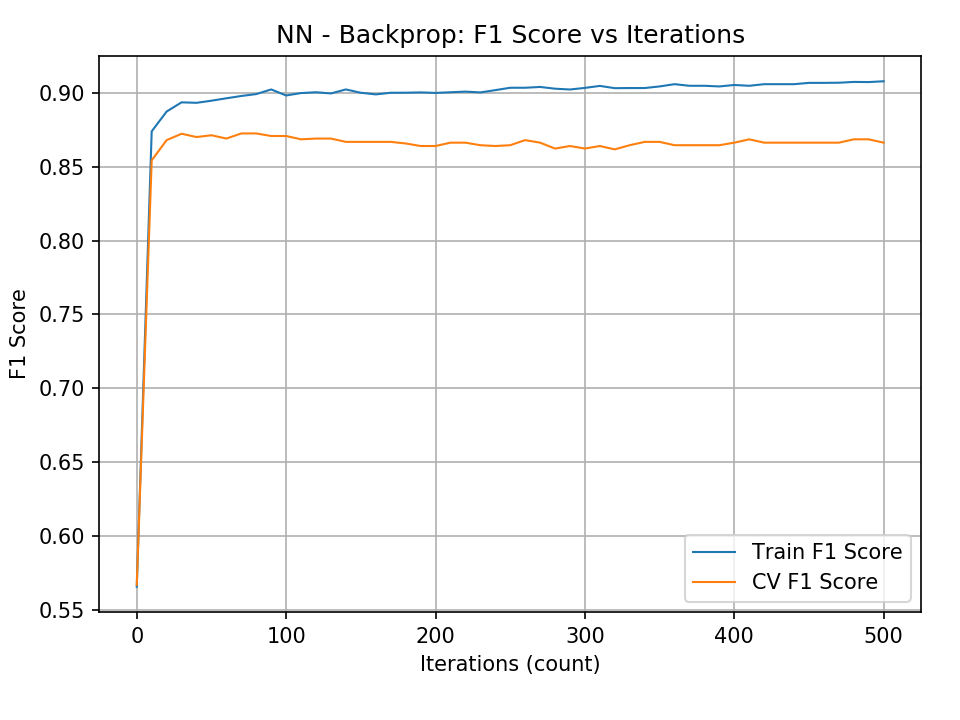 NN - Backprop: F1 Score vs Iterations
F1 Score
0.90
0.85
0.80
0.75
0.70
0.65
0.60
0.55
Train F1 Score
CV F1 Score
0 100 200 300 400 500
Iterations (count)